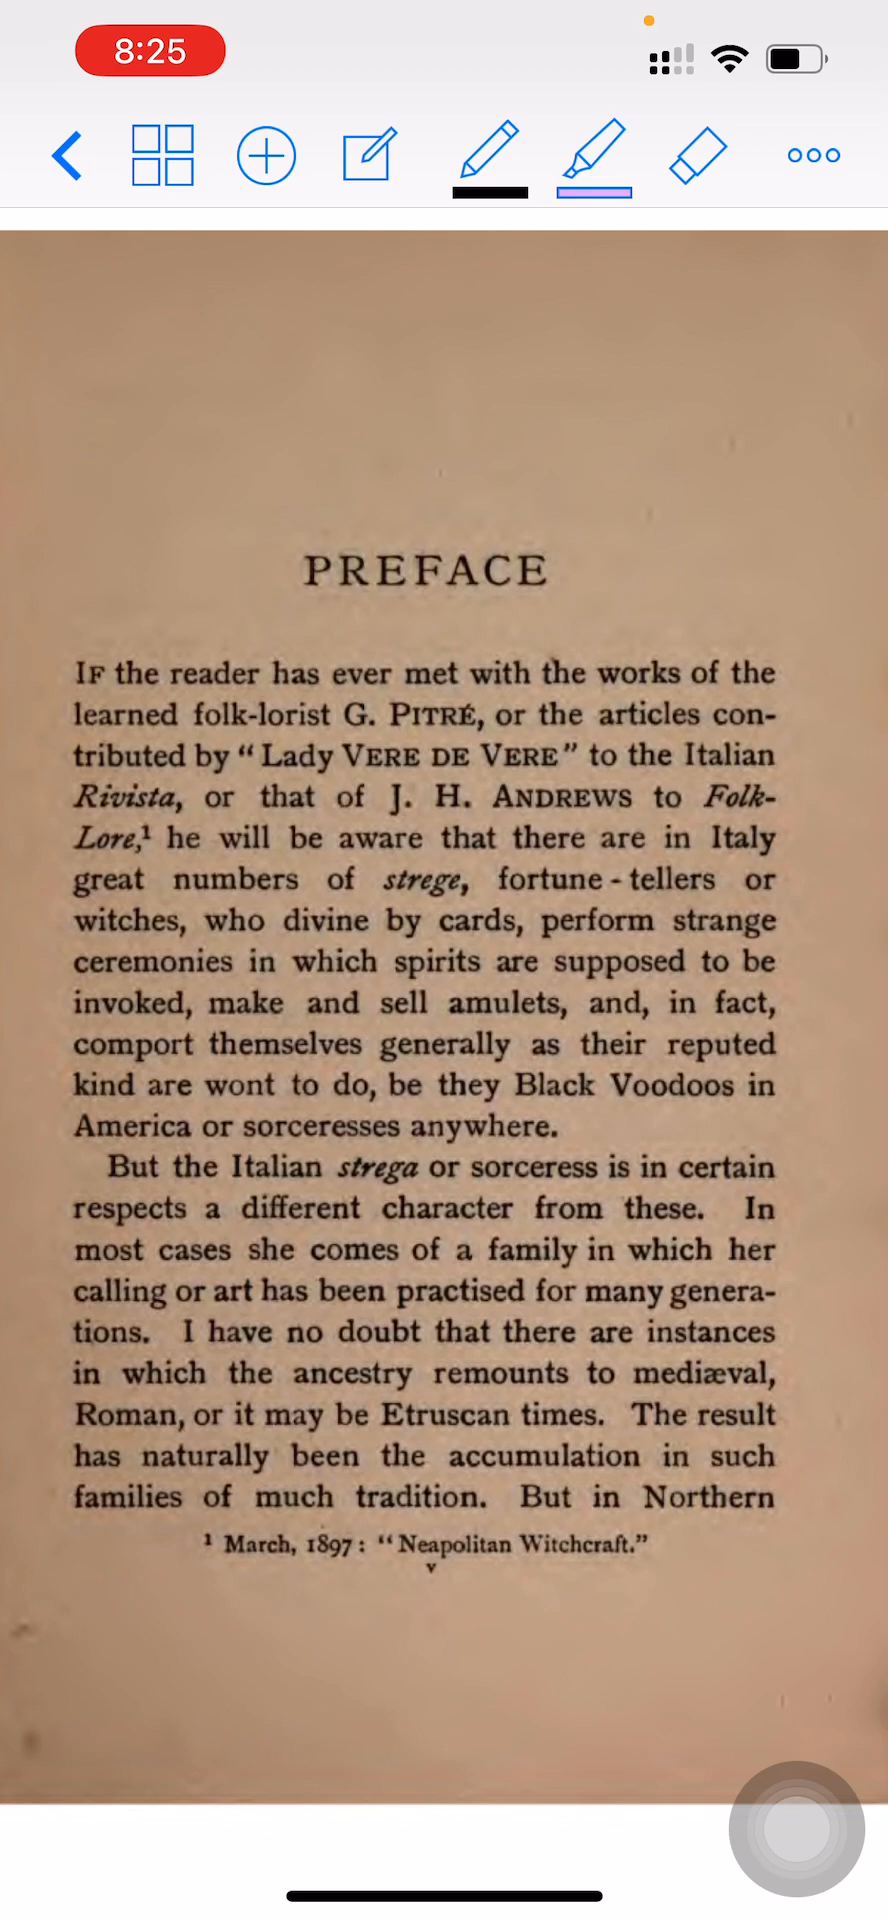 8:25
PREFACE
IF the reader has ever met with the works of the
learned folk-lorist G. PITRÉ, or the articles con-
tributed by “Lady VERE DE VERE” to the Italian
Rivista, or that of J. H. ANDREWS to Folk-
Lore,¹ he will be aware that there are in Italy
great numbers of strege, fortune-tellers or
witches, who divine by cards, perform strange
ceremonies in which spirits are supposed to be
invoked, make and sell amulets, and, in fact,
comport themselves generally as their reputed
kind are wont to do, be they Black Voodoos in
America or sorceresses anywhere.
But the Italian strega or sorceress is in certain
respects a different character from these. In
most cases she comes of a family in which her
calling or art has been practised for many genera-
tions. I have no doubt that there are instances
in which the ancestry remounts to mediæval,
Roman, or it may be Etruscan times. The result
has naturally been the accumulation in such
families of much tradition. But in Northern
¹ March, 1897: “Neapolitan Witchcraft.”
v